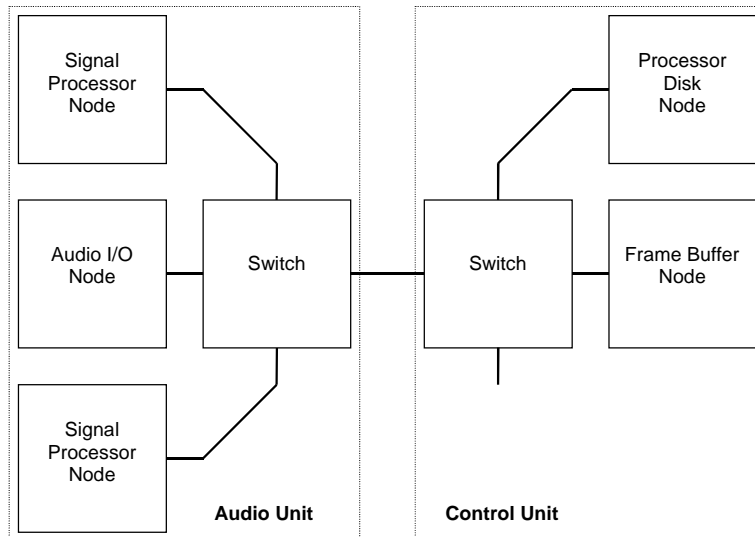 Signal
Processor
Node
Processor
Disk
Node
Audio I/O
Node
Switch
Switch
Frame Buffer
Node
Signal
Processor
Node
Audio Unit
Control Unit